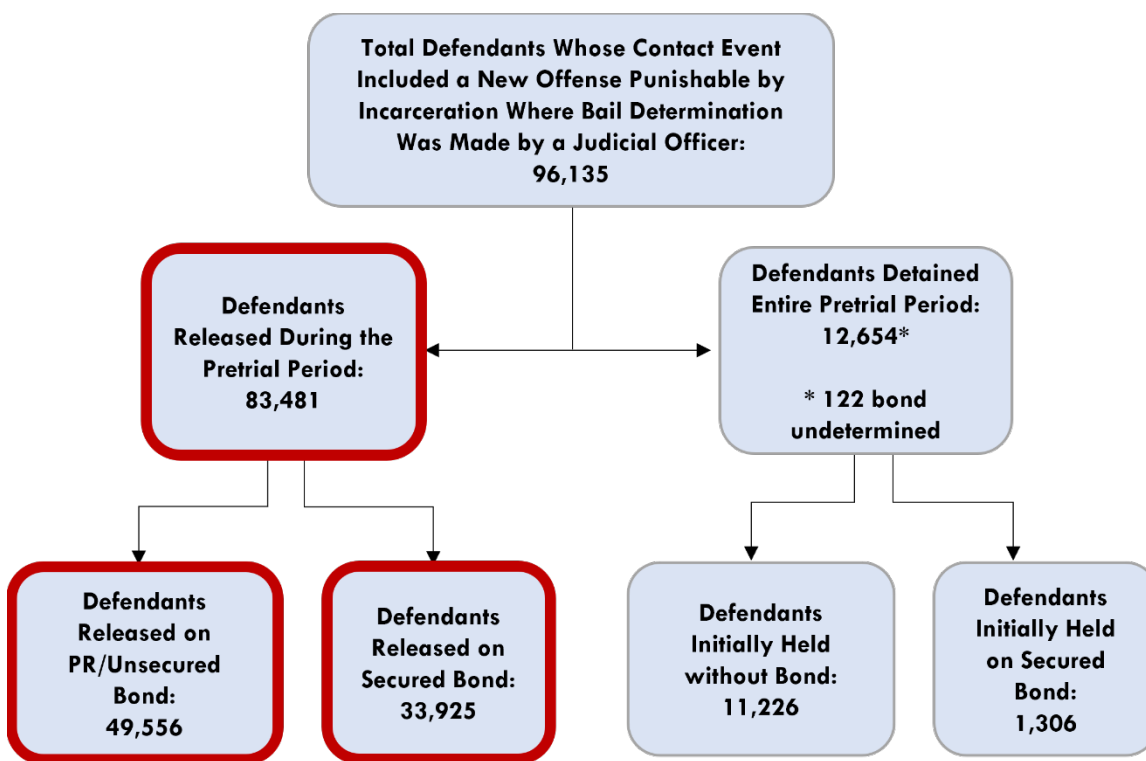 Total Defendants Whose Contact Event
Included a New Offense Punishable by
Incarceration Where Bail Determination
Was Made by a Judicial Officer:
96,135
Defendants
Released During the
Pretrial Period:
83,481
Defendants Detained
Entire Pretrial Period:
12,654*
* 122 bond
undetermined
Defendants
Released on
PR/Unsecured
Bond:
49,556
Defendants
Released on
Secured Bond:
33,925
Defendants
Initially Held
without Bond:
11,226
Defendants
Initially Held
on Secured
Bond:
1,306